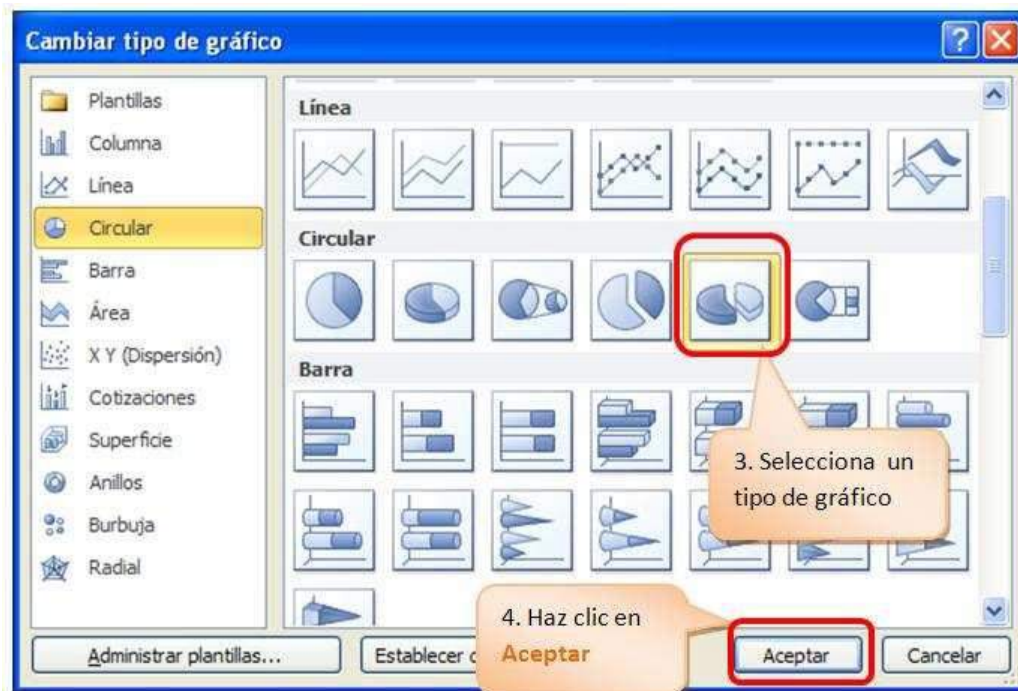 Cambiar tipo de gráfico
Plantillas
Columna
Línea
Circular
Barra
Área
X Y (Dispersión)
Cotizaciones
Superficie
Anillos
Burbuja
Radial
Línea
Circular
Barra
3. Selecciona un
tipo de gráfico
4. Haz clic en
Aceptar
Administrar plantillas...
Establecer
Aceptar
Cancelar